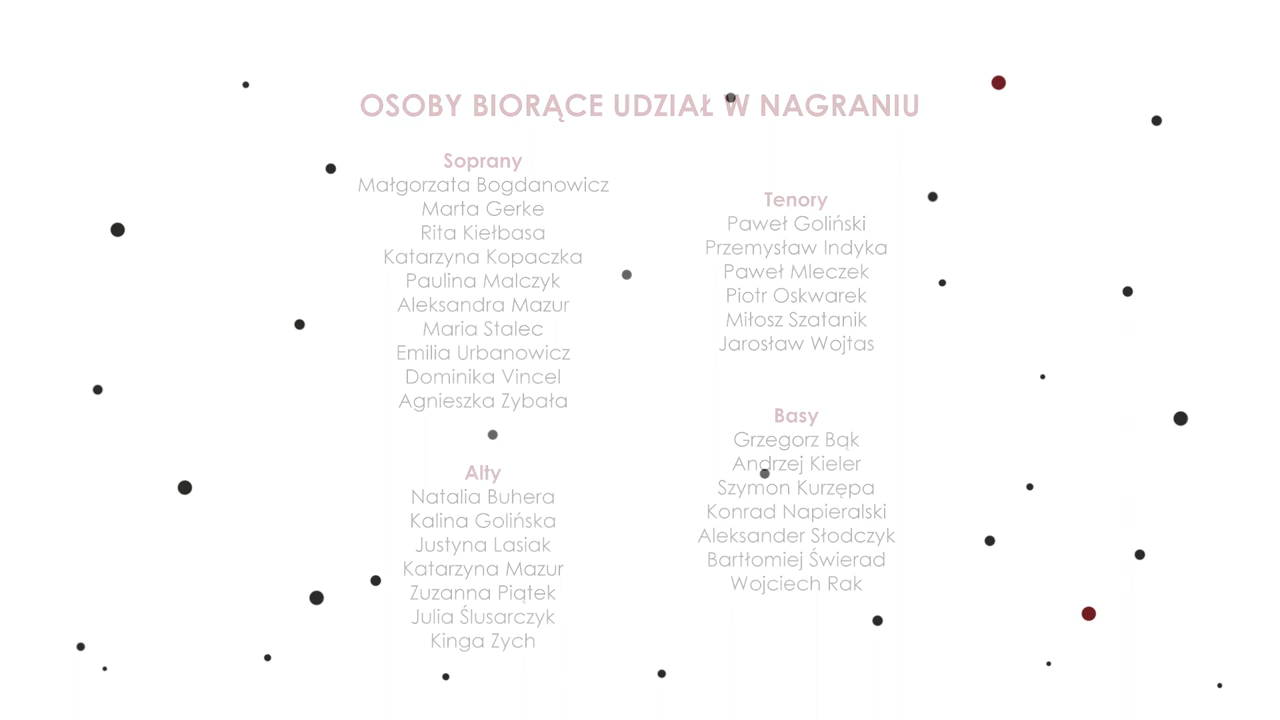 OSOBY BIORĄCE UDZIAŁ W NAGRANIU
Soprany
Małgorzata Bogdanowicz
Marta Gerke
Rita Kiełbasa
Katarzyna Kopaczka
Paulina Malczyk
Aleksandra Mazur
Maria Stalec
Emilia Urbanowicz
Dominika Vincel
Agnieszka Zybała
Alty
Natalia Buhera
Kalina Golińska
Justyna Lasiak
Katarzyna Mazur
Zuzanna Piątek
Julia Ślusarczyk
Kinga Zych
Tenory
Paweł Goliński
Przemysław Indyka
Paweł Mleczek
Piotr Oskwarek
Miłosz Szatanik
Jarosław Wojtas
Basy
Grzegorz Bąk
Andrzej Kieler
Szymon Kurzępa
Konrad Napieralski
Aleksander Słodczyk
Bartłomiej Świerad
Wojciech Rak